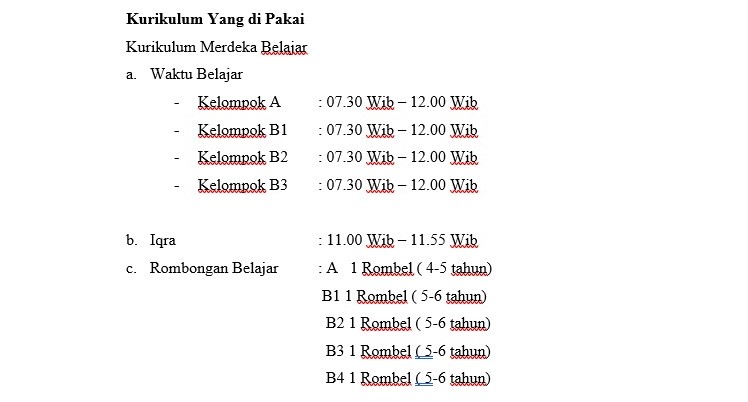 Kurikulum Yang di Pakai
Kurikulum Merdeka Belajar
a. Waktu Belajar
- Kelompok A : 07.30 Wib – 12.00 Wib
- Kelompok B1 : 07.30 Wib – 12.00 Wib
- Kelompok B2 : 07.30 Wib – 12.00 Wib
- Kelompok B3 : 07.30 Wib – 12.00 Wib
b. Iqra : 11.00 Wib – 11.55 Wib
c. Rombongan Belajar : A 1 Rombel ( 4-5 tahun)
B1 1 Rombel ( 5-6 tahun)
B2 1 Rombel ( 5-6 tahun)
B3 1 Rombel ( 5-6 tahun)
B4 1 Rombel ( 5-6 tahun)